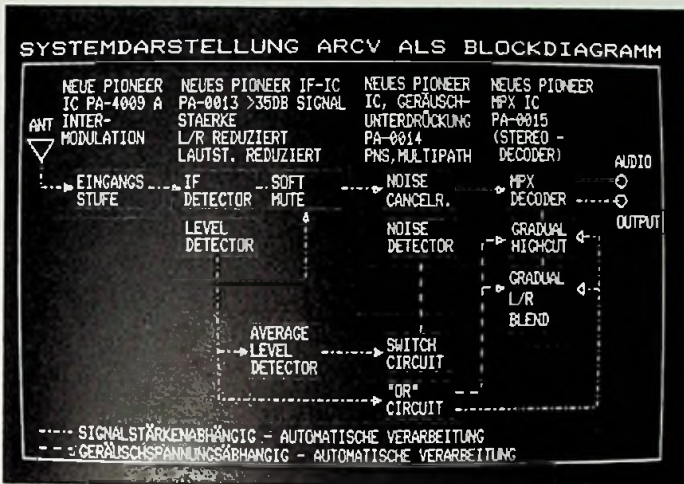 SYSTEMDARSTELLUNG ARCV ALS BLOCKDIAGRAMM
NEUE PIONEER
IC PA-4009 A
INTER-
MODULATION
NEUES PIONEER IF-IC
PA-0013 >35DB SIGNAL
STAERKE
L/R REDUZIERT
LAUTST. REDUZIERT
NEUES PIONEER
IC, GERÄUSCH-
UNTERDRÜCKUNG
PA-0014
PNS,MULTIPATH
NEUES PIONEER
MPX IC
PA-0015
(STEREO -
DECODER)
ANT
AUDIO
EINGANGS
STUFE
IF
DETECTOR
SOFT
MUTE
NOISE
CANCELR.
MPX
DECODER
OUTPUT
LEVEL
DETECTOR
NOISE
DETECTOR
GRADUAL
HIGHCUT
GRADUAL
L/R
BLEND
AVERAGE
LEVEL
DETECTOR
SWITCH
CIRCUIT
"OR"
CIRCUIT
SIGNALSTÄRKENABHÄNGIG - AUTOMATISCHE VERARBEITUNG
GERÄUSCHSPANNUNGSABHANGIG - AUTOMATISCHE VERARBEITUNG